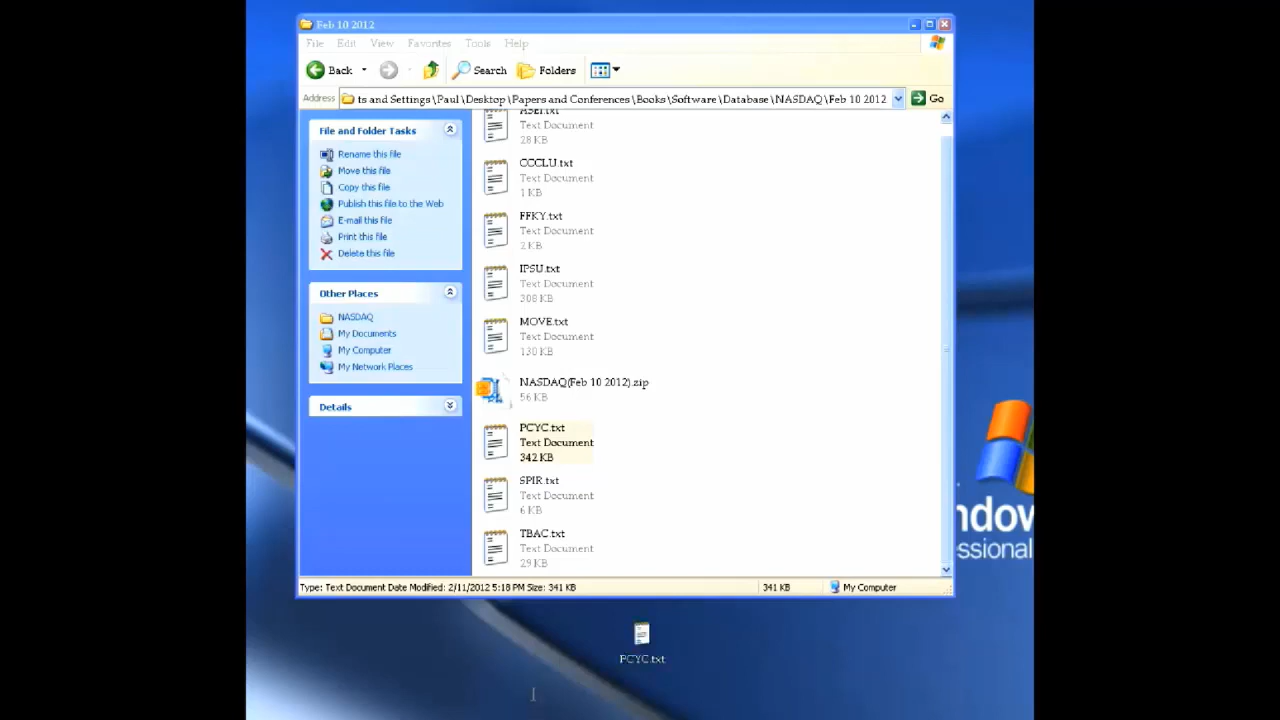 Feb 10 2012
File Edit View Favorites Tools Help
Back Search Folders
Address ts and Settings\Paul\Desktop\Papers and Conferences\Books\Software\Database\NASDAQ\Feb 10 2012 Go
File and Folder Tasks
Rename this file
Move this file
Copy this file
Publish this file to the Web
E-mail this file
Print this file
Delete this file
Other Places
NASDAQ
My Documents
My Computer
My Network Places
Details
ASEI.txt
Text Document
28 KB
CCCLU.txt
Text Document
1 KB
FFKY.txt
Text Document
2 KB
IPSU.txt
Text Document
308 KB
MOVE.txt
Text Document
130 KB
NASDAQ(Feb 10 2012).zip
56 KB
PCYC.txt
Text Document
342 KB
SPIR.txt
Text Document
6 KB
TBAC.txt
Text Document
29 KB
Type: Text Document Date Modified: 2/11/2012 5:18 PM Size: 341 KB 341 KB My Computer
PCYC.txt
ndow
ssional